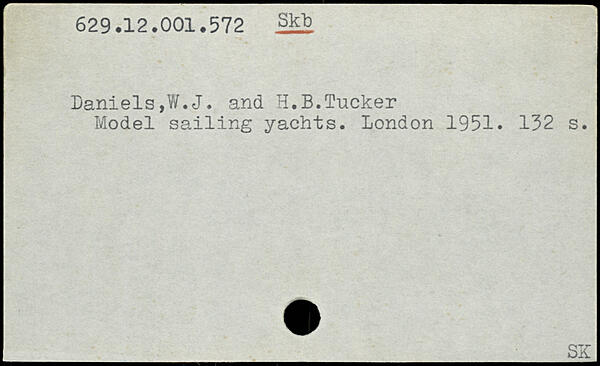 629.12.001.572 Skb
Daniels,W.J. and H.B.Tucker
Model sailing yachts. London 1951. 132 s.
SK